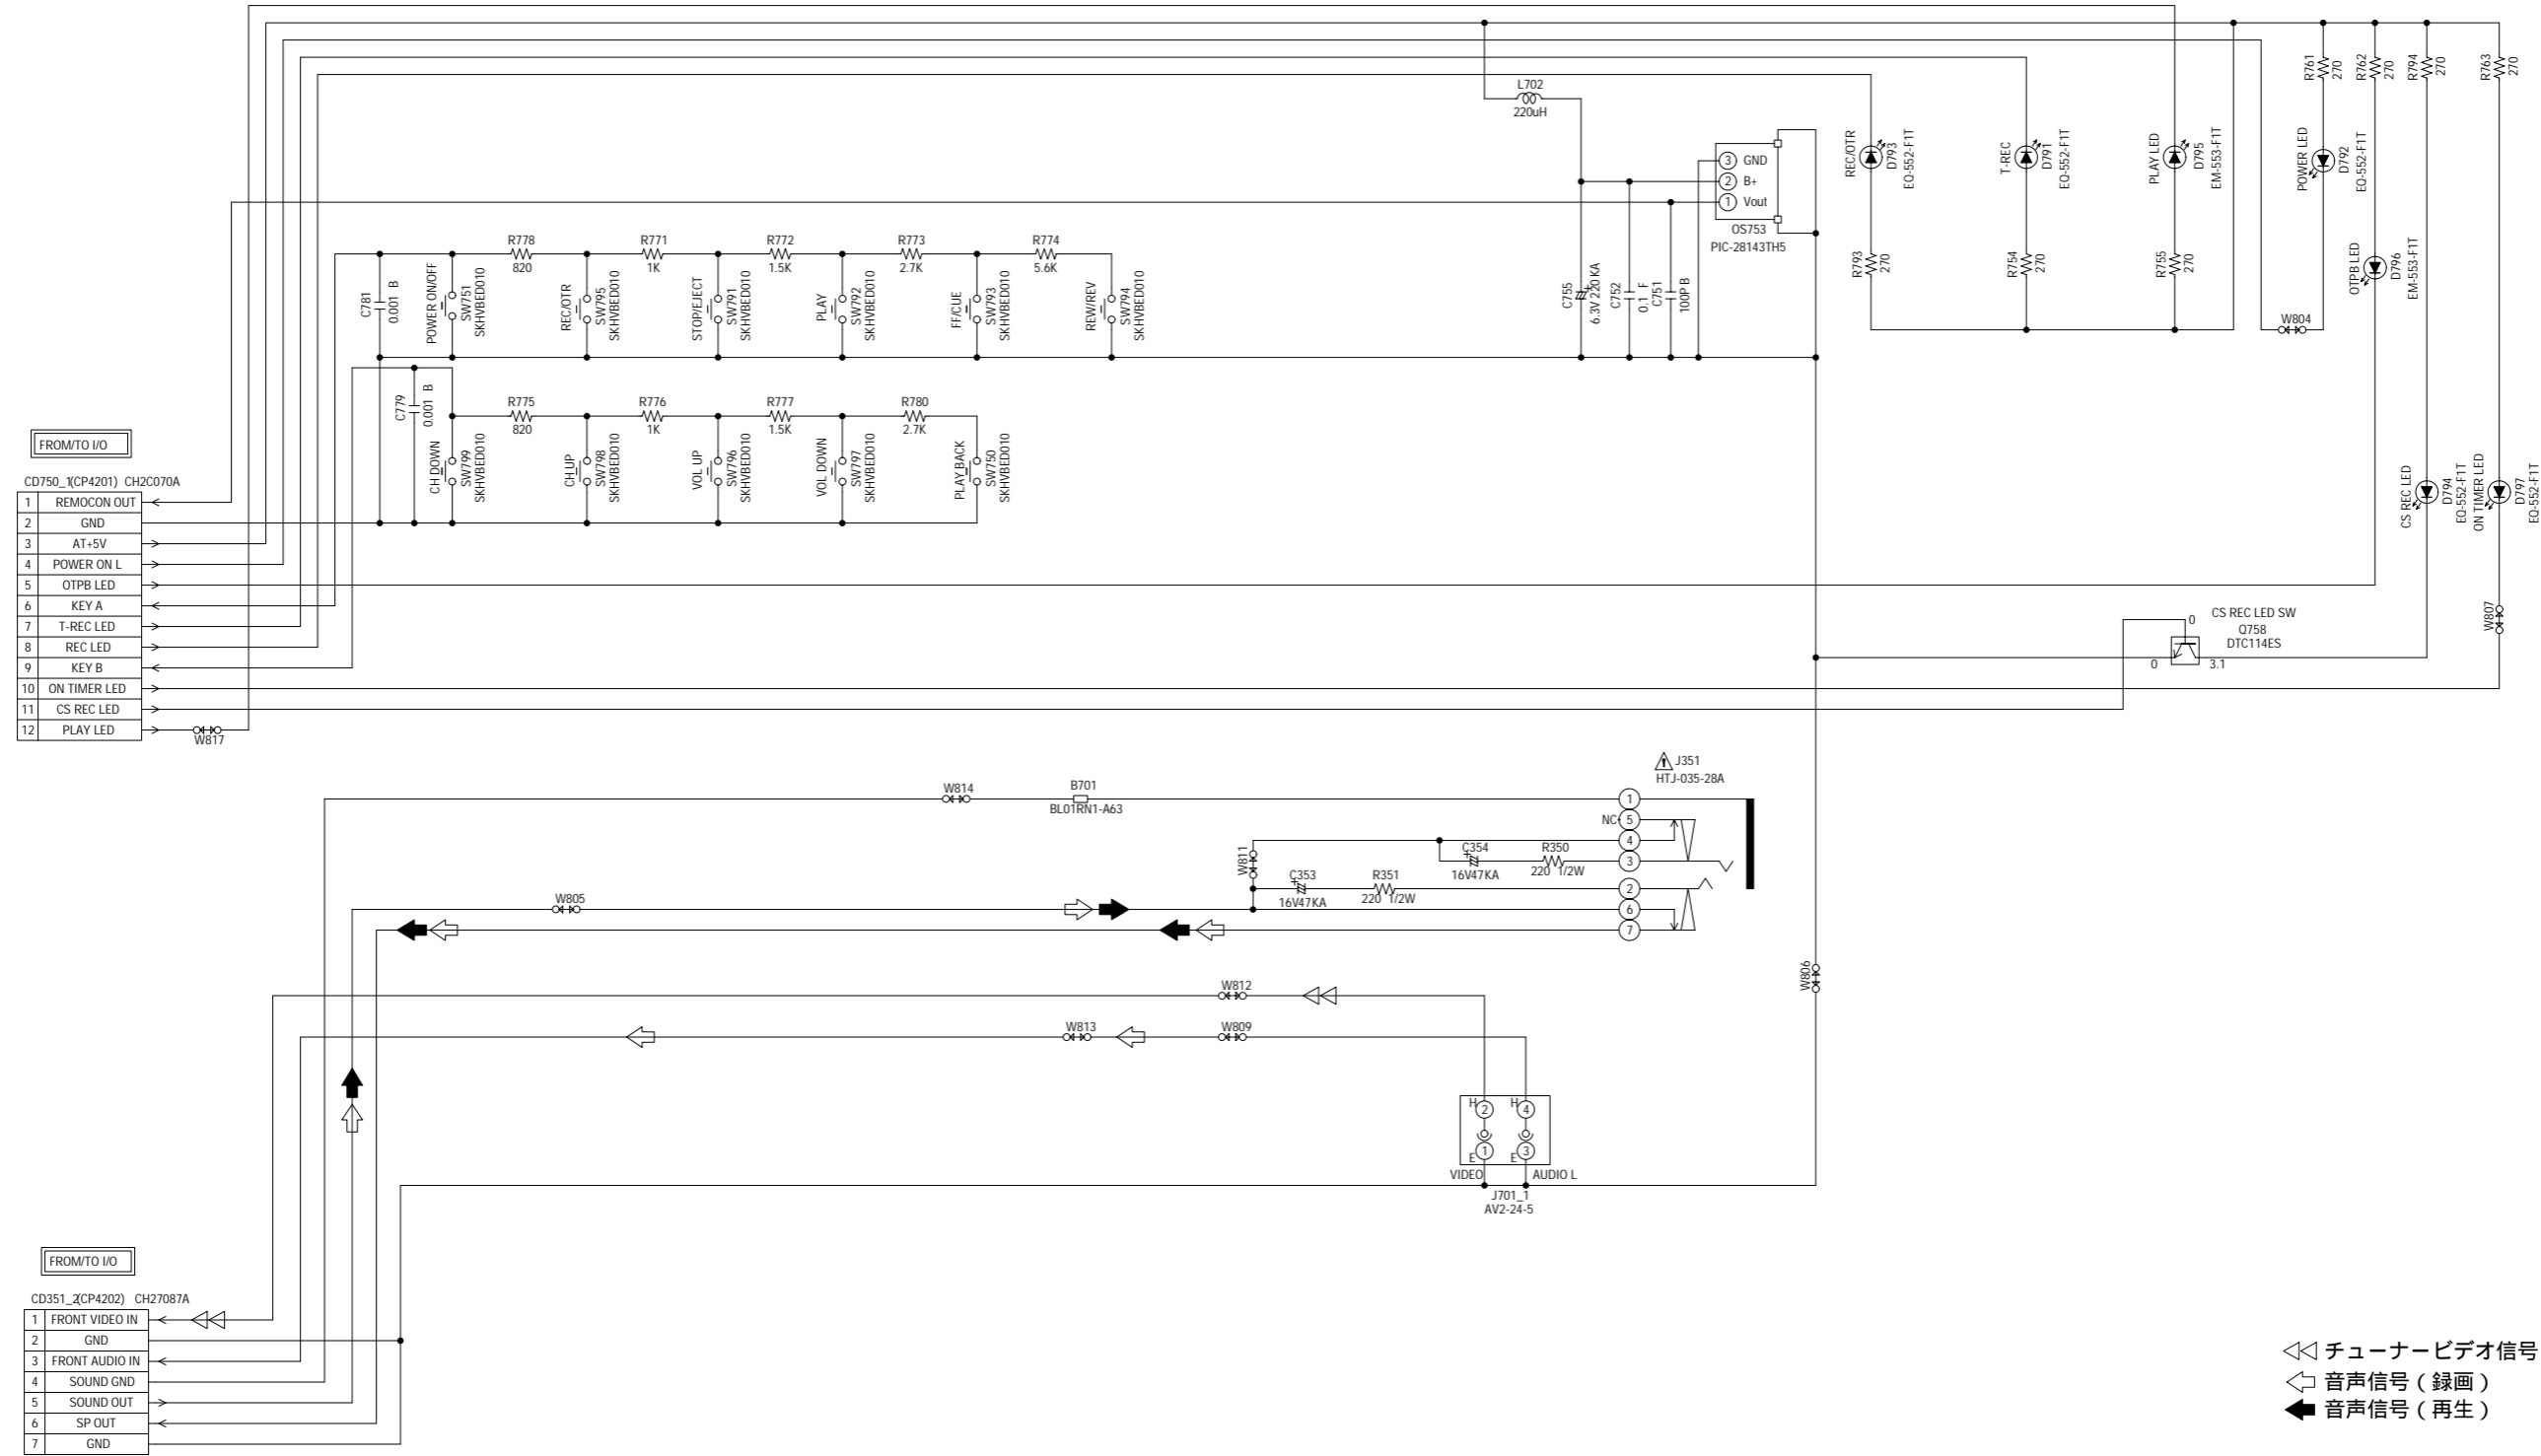 L702
220uH
R761
270
R762
270
R794
270
R763
270
REC/OTR
D793
EQ-552-F1T
T-REC
D791
EQ-552-F1T
PLAY LED
D795
EM-553-F1T
POWER LED
D792
EQ-552-F1T
3 GND
2 B+
1 Vout
OS753
PIC-28143TH5
R793
270
R754
270
R755
270
OTPB LED
D796
EM-553-F1T
W804
R778
820
R771
1K
R772
1.5K
R773
2.7K
R774
5.6K
C781
0.001 B
POWER ON/OFF
SW751
SKHVBED010
REC/OTR
SW795
SKHVBED010
STOP/EJECT
SW791
SKHVBED010
PLAY
SW792
SKHVBED010
FF/CUE
SW793
SKHVBED010
REW/REV
SW794
SKHVBED010
C755
6.3V 220 KA
C752
0.1 F
C751
100P B
C779
0.001 B
R775
820
R776
1K
R777
1.5K
R780
2.7K
CH DOWN
SW799
SKHVBED010
CH UP
SW798
SKHVBED010
VOL UP
SW796
SKHVBED010
VOL DOWN
SW797
SKHVBED010
PLAY BACK
SW750
SKHVBED010
CS REC LED
D794
EQ-552-F1T
ON TIMER LED
D797
EQ-552-F1T
FROM/TO I/O
CD750_1(CP4201) CH2C070A
1 REMOCON OUT
2 GND
3 AT+5V
4 POWER ON L
5 OTPB LED
6 KEY A
7 T-REC LED
8 REC LED
9 KEY B
10 ON TIMER LED
11 CS REC LED
12 PLAY LED
W817
W807
CS REC LED SW
Q758
DTC114ES
0
0
3.1
J351
HTJ-035-28A
W814
B701
BL01RN1-A63
1
NC 5
4
3
2
6
7
W811
C354
16V47KA
R350
220 1/2W
C353
16V47KA
R351
220 1/2W
W805
W806
W812
W813
W809
H 2
H 4
E 1
E 3
VIDEO
AUDIO L
J701_1
AV2-24-5
FROM/TO I/O
CD351_2(CP4202) CH27087A
1 FRONT VIDEO IN
2 GND
3 FRONT AUDIO IN
4 SOUND GND
5 SOUND OUT
6 SP OUT
7 GND
チューナービデオ信号
音声信号（録画）
音声信号（再生）